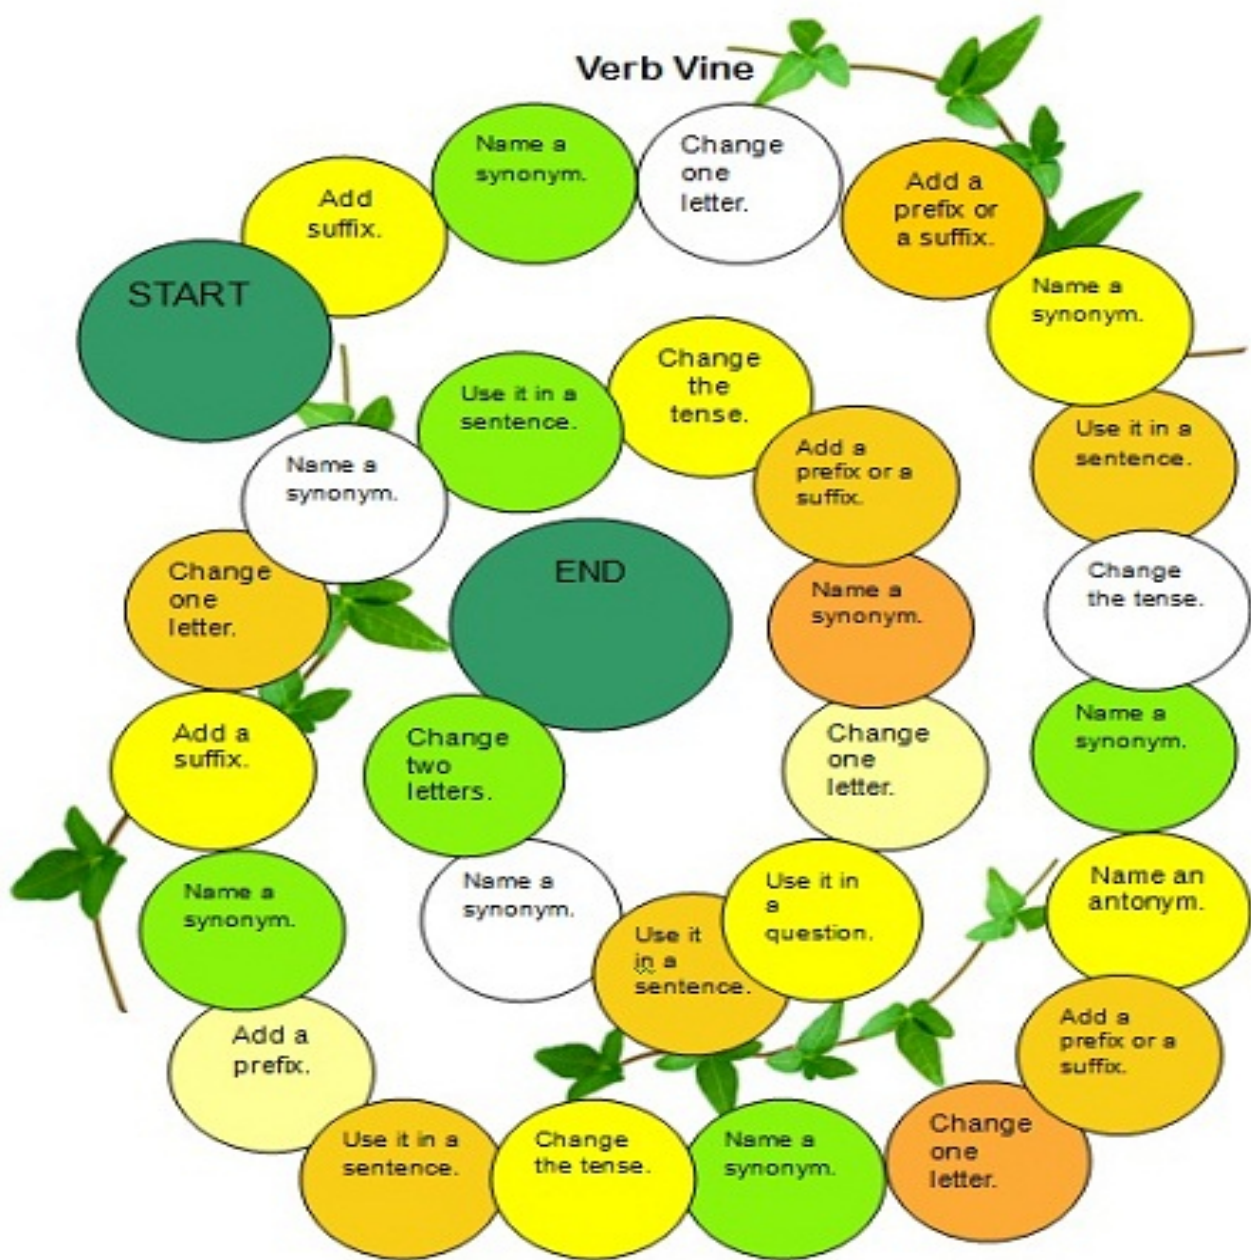 Verb Vine
START
Add
suffix.
Name a
synonym.
Change
one
letter.
Add a
prefix or
a suffix.
Name a
synonym.
Use it in a
sentence.
Change
the tense.
Name a
synonym.
Name an
antonym.
Add a
prefix or a
suffix.
Change
one
letter.
Name a
synonym.
Change
the tense.
Use it in a
sentence.
Add a
prefix.
Name a
synonym.
Add a
suffix.
Change
one
letter.
Name a
synonym.
Use it in a
sentence.
Change
the
tense.
Add a
prefix or a
suffix.
Name a
synonym.
Change
one
letter.
Use it in
a
question.
Use it
in a
sentence.
Name a
synonym.
Change
two
letters.
END